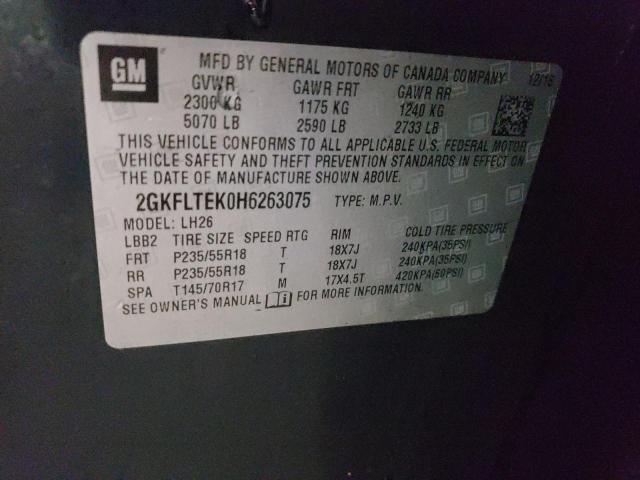 GM
MFD BY GENERAL MOTORS OF CANADA COMPANY 12/16
GVWR GAWR FRT GAWR RR
2300 KG 1175 KG 1240 KG
5070 LB 2590 LB 2733 LB
THIS VEHICLE CONFORMS TO ALL APPLICABLE U.S. FEDERAL MOTOR
VEHICLE SAFETY AND THEFT PREVENTION STANDARDS IN EFFECT ON
THE DATE OF MANUFACTURE SHOWN ABOVE.
2GKFLTEK0H6263075 TYPE: M.P.V.
MODEL: LH26
LBB2 TIRE SIZE SPEED RTG RIM COLD TIRE PRESSURE
FRT P235/55R18 T 18X7J 240KPA(35PSI)
RR P235/55R18 T 18X7J 240KPA(35PSI)
SPA T145/70R17 M 17X4.5T 420KPA(60PSI)
SEE OWNER'S MANUAL FOR MORE INFORMATION.